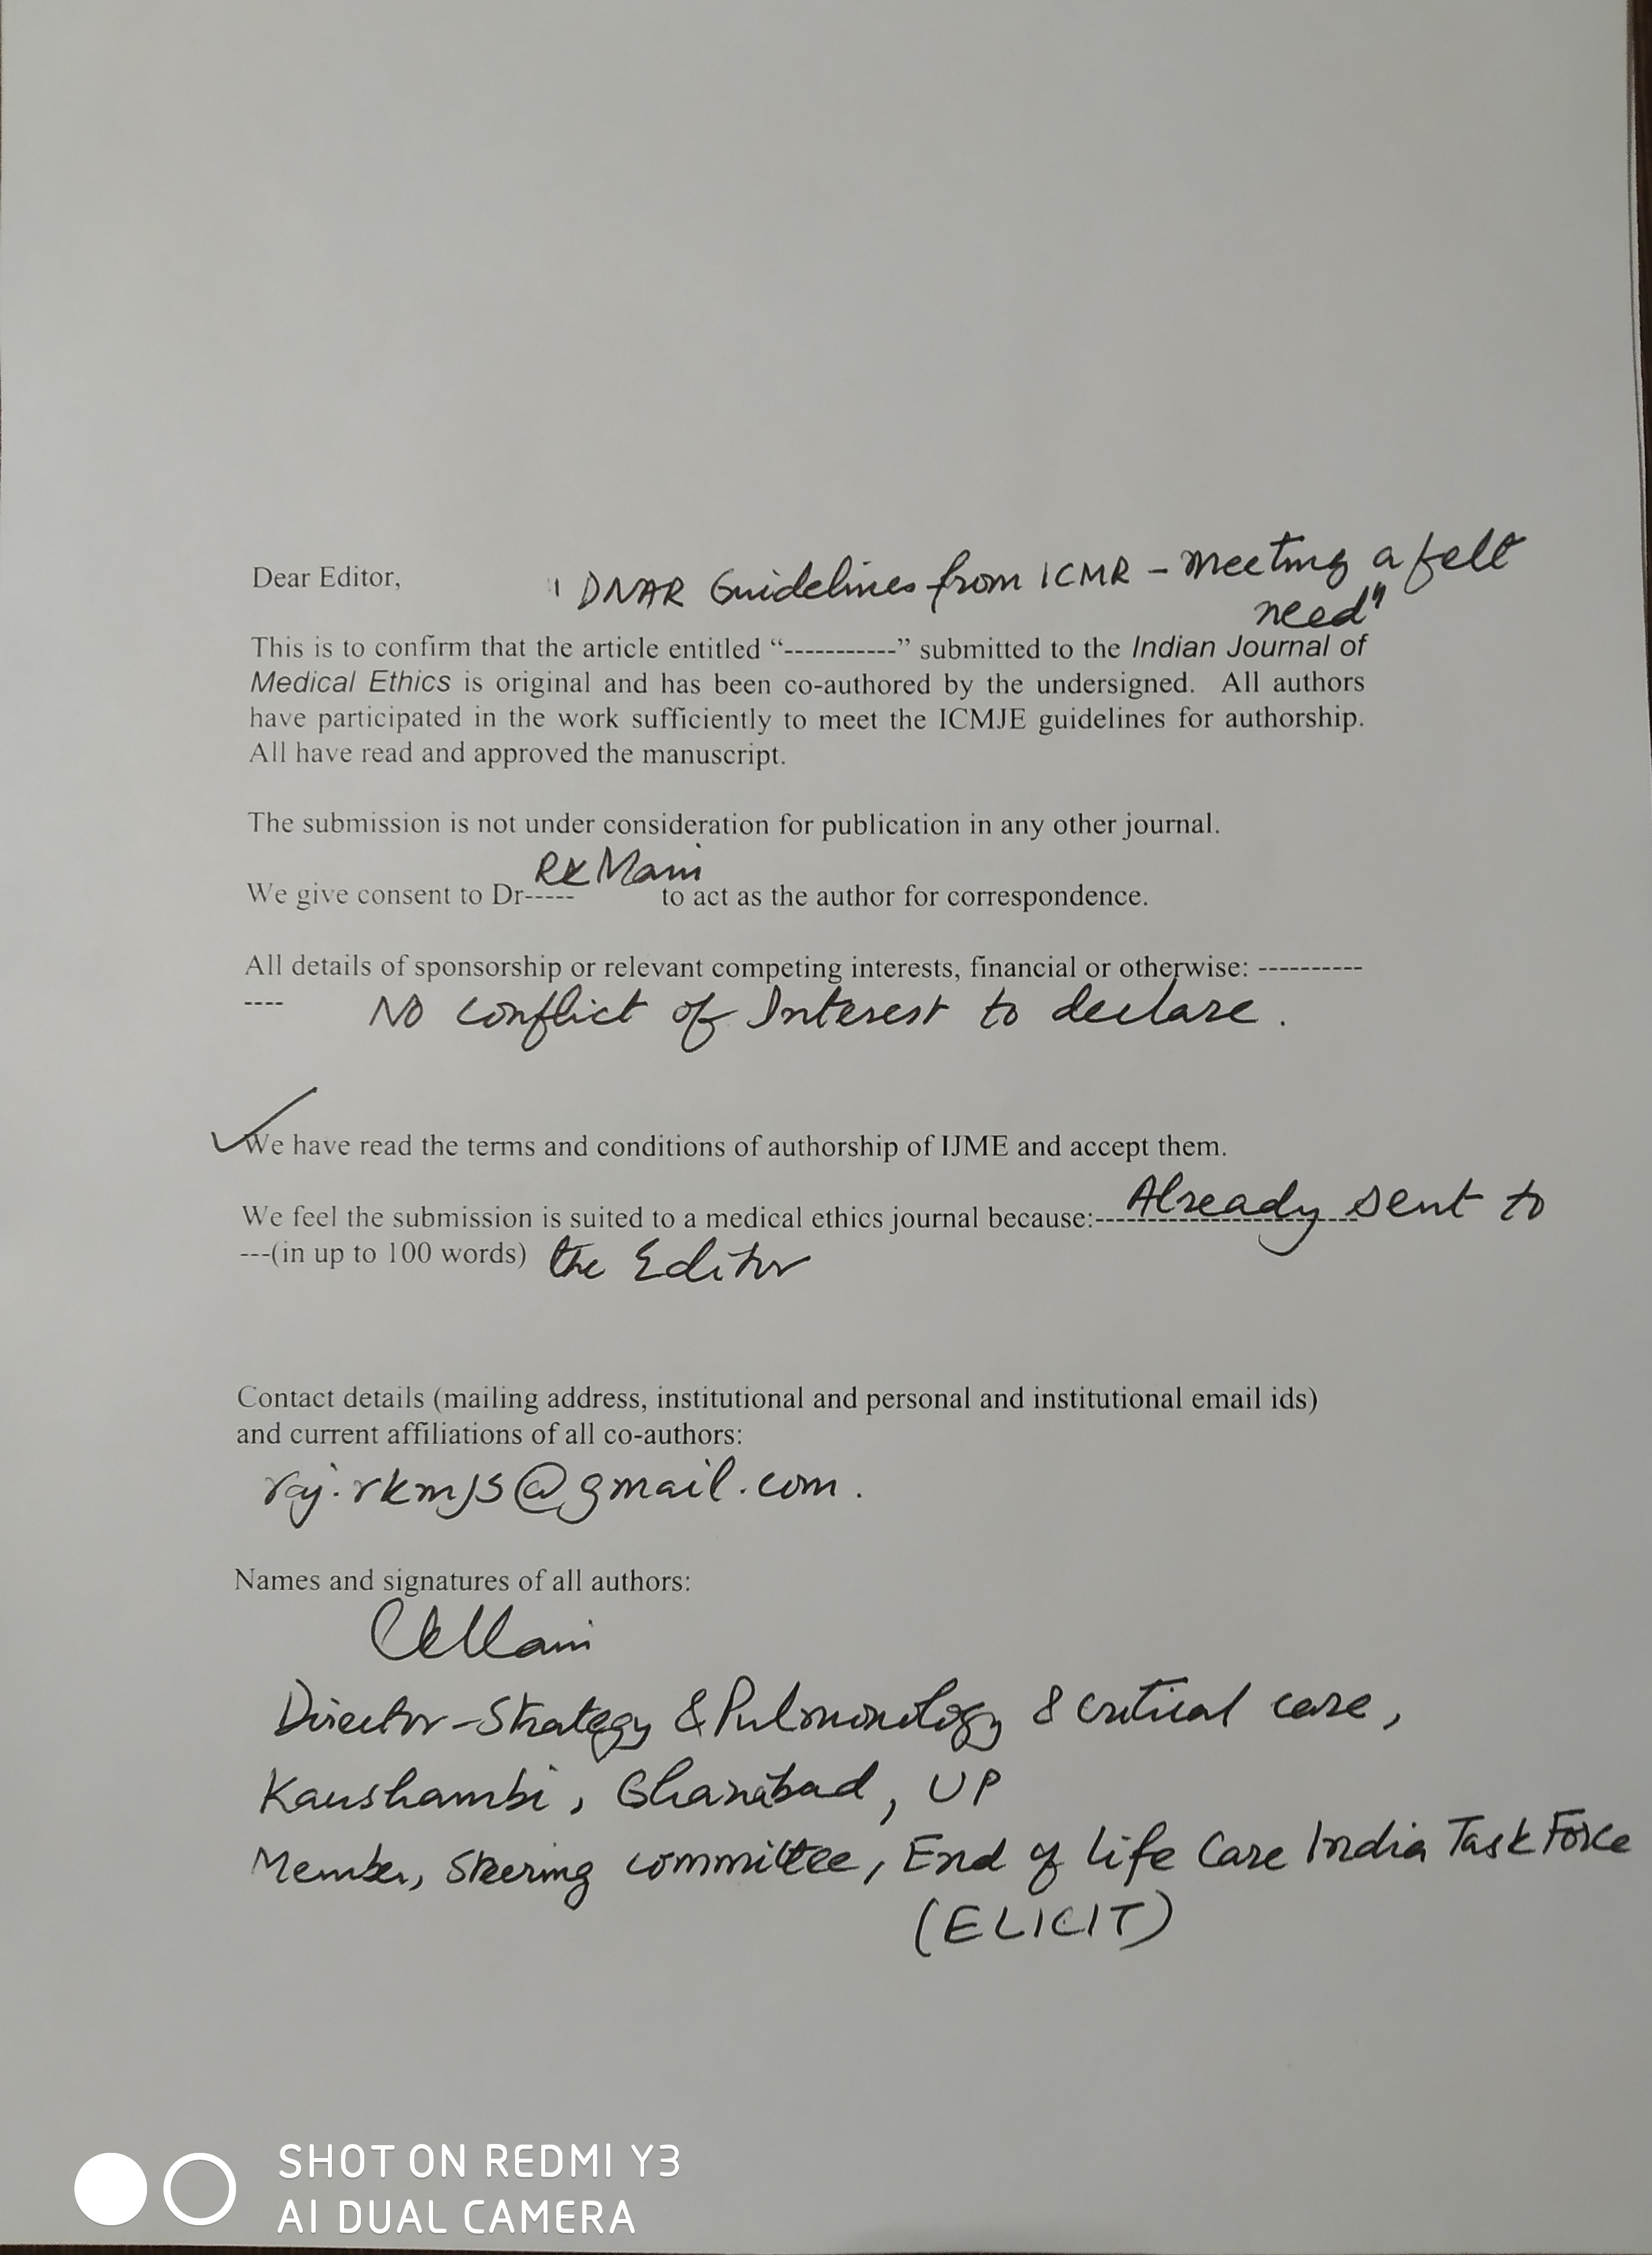 Dear Editor,
" DNAR Guidelines from ICMR – meeting a felt
need"
This is to confirm that the article entitled “-----------” submitted to the Indian Journal of
Medical Ethics is original and has been co-authored by the undersigned. All authors
have participated in the work sufficiently to meet the ICMJE guidelines for authorship.
All have read and approved the manuscript.
The submission is not under consideration for publication in any other journal.
RK Mani
We give consent to Dr----- to act as the author for correspondence.
All details of sponsorship or relevant competing interests, financial or otherwise: ----------
---- No conflict of Interest to declare.
✓
We have read the terms and conditions of authorship of IJME and accept them.
We feel the submission is suited to a medical ethics journal because:-------------------- Already sent to
---(in up to 100 words) the Editor
Contact details (mailing address, institutional and personal and institutional email ids)
and current affiliations of all co-authors:
@gmail.com.
Names and signatures of all authors:
Director-Strategy & Pulmonology & critical care,
Kaushambi, Ghaziabad, UP
Member, Steering committee, End of Life Care India Task Force
(ELICIT)
SHOT ON REDMI Y3
AI DUAL CAMERA